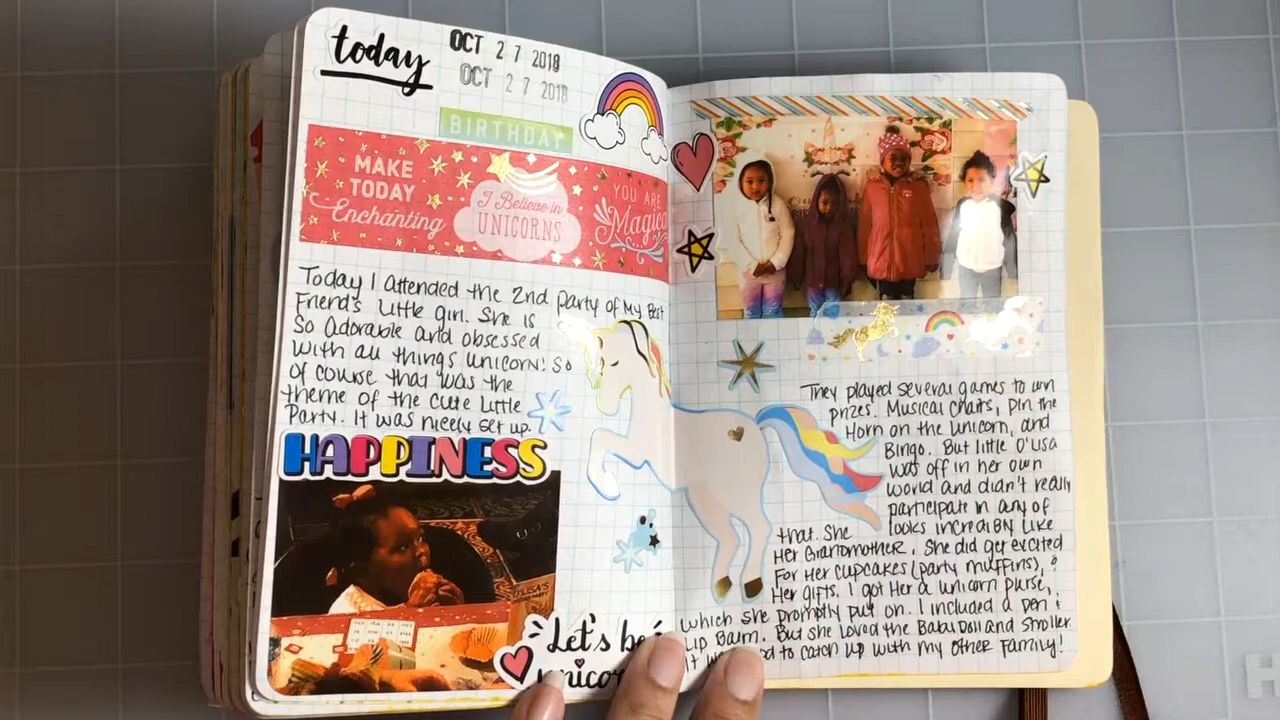 today
OCT 27 2018
OCT 27 2018
BIRTHDAY
MAKE
TODAY
Enchanting
I Believe in
UNICORNS
YOU ARE
Magica
Today I attended the 2nd party of My Best
Friend's little girl. She is
So adorable and obsessed
with all things unicorn! So
of course that was the
theme of the cute little
Party. It was nicely set up.
HAPPINESS
O'LISA'S
Let's be
unicor
They played several games to win
prizes. Musical chairs, pin the
Horn on the unicorn, and
Bingo. But little O'Lisa
was off in her own
world and didn't really
participate in any of
that. She looks incredibly like
Her Grandmother. She did get excited
For Her cupcakes (party muffins), &
Her gifts. I got Her a unicorn purse,
which she promptly put on. I included a pen &
Lip Balm. But she loved the Baby Doll and Stroller
It w d to catch up with my other Family!